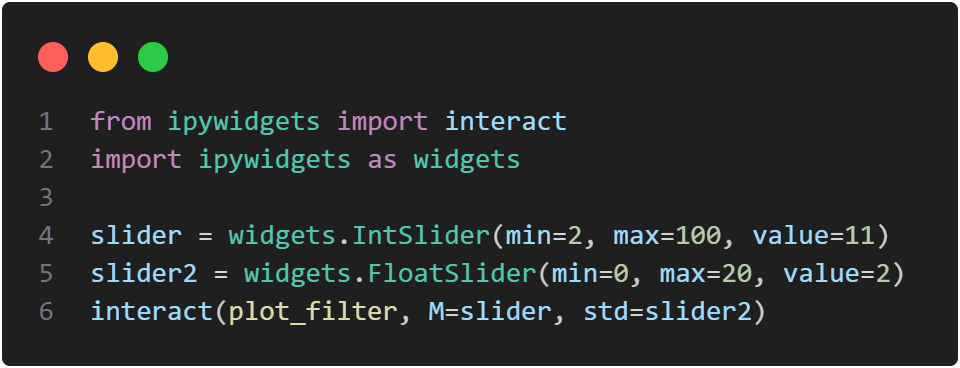 1 from ipywidgets import interact
2 import ipywidgets as widgets
3
4 slider = widgets.IntSlider(min=2, max=100, value=11)
5 slider2 = widgets.FloatSlider(min=0, max=20, value=2)
6 interact(plot_filter, M=slider, std=slider2)